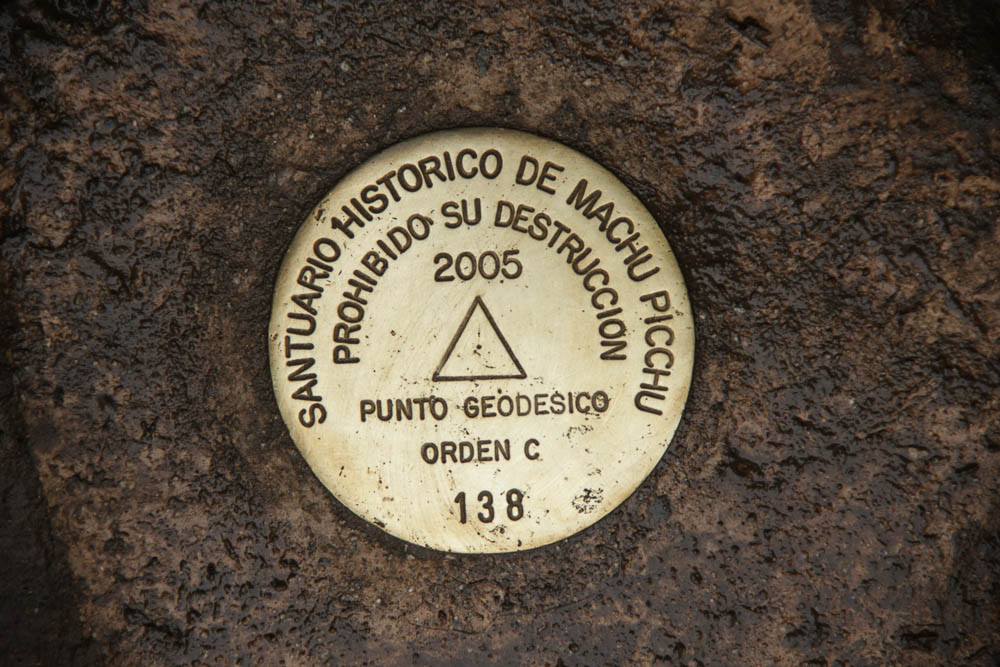 SANTUARIO HISTORICO DE MACHU PICCHU
PROHIBIDO SU DESTRUCCIÓN
2005
PUNTO GEODESICO
ORDEN C
138